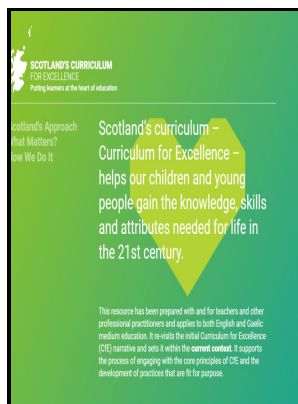 SCOTLAND'S CURRICULUM
FOR EXCELLENCE
Putting learners at the heart of education
Scotland's Approach
What Matters?
How We Do It
Scotland's curriculum –
Curriculum for Excellence –
helps our children and young
people gain the knowledge, skills
and attributes needed for life in
the 21st century.
This resource has been prepared with and for teachers and other
professional practitioners and applies to both English and Gaelic
medium education. It re-visits the initial Curriculum for Excellence
(CfE) narrative and sets it within the current context. It supports
the process of engaging with the core principles of CfE and the
development of practices that are fit for purpose.